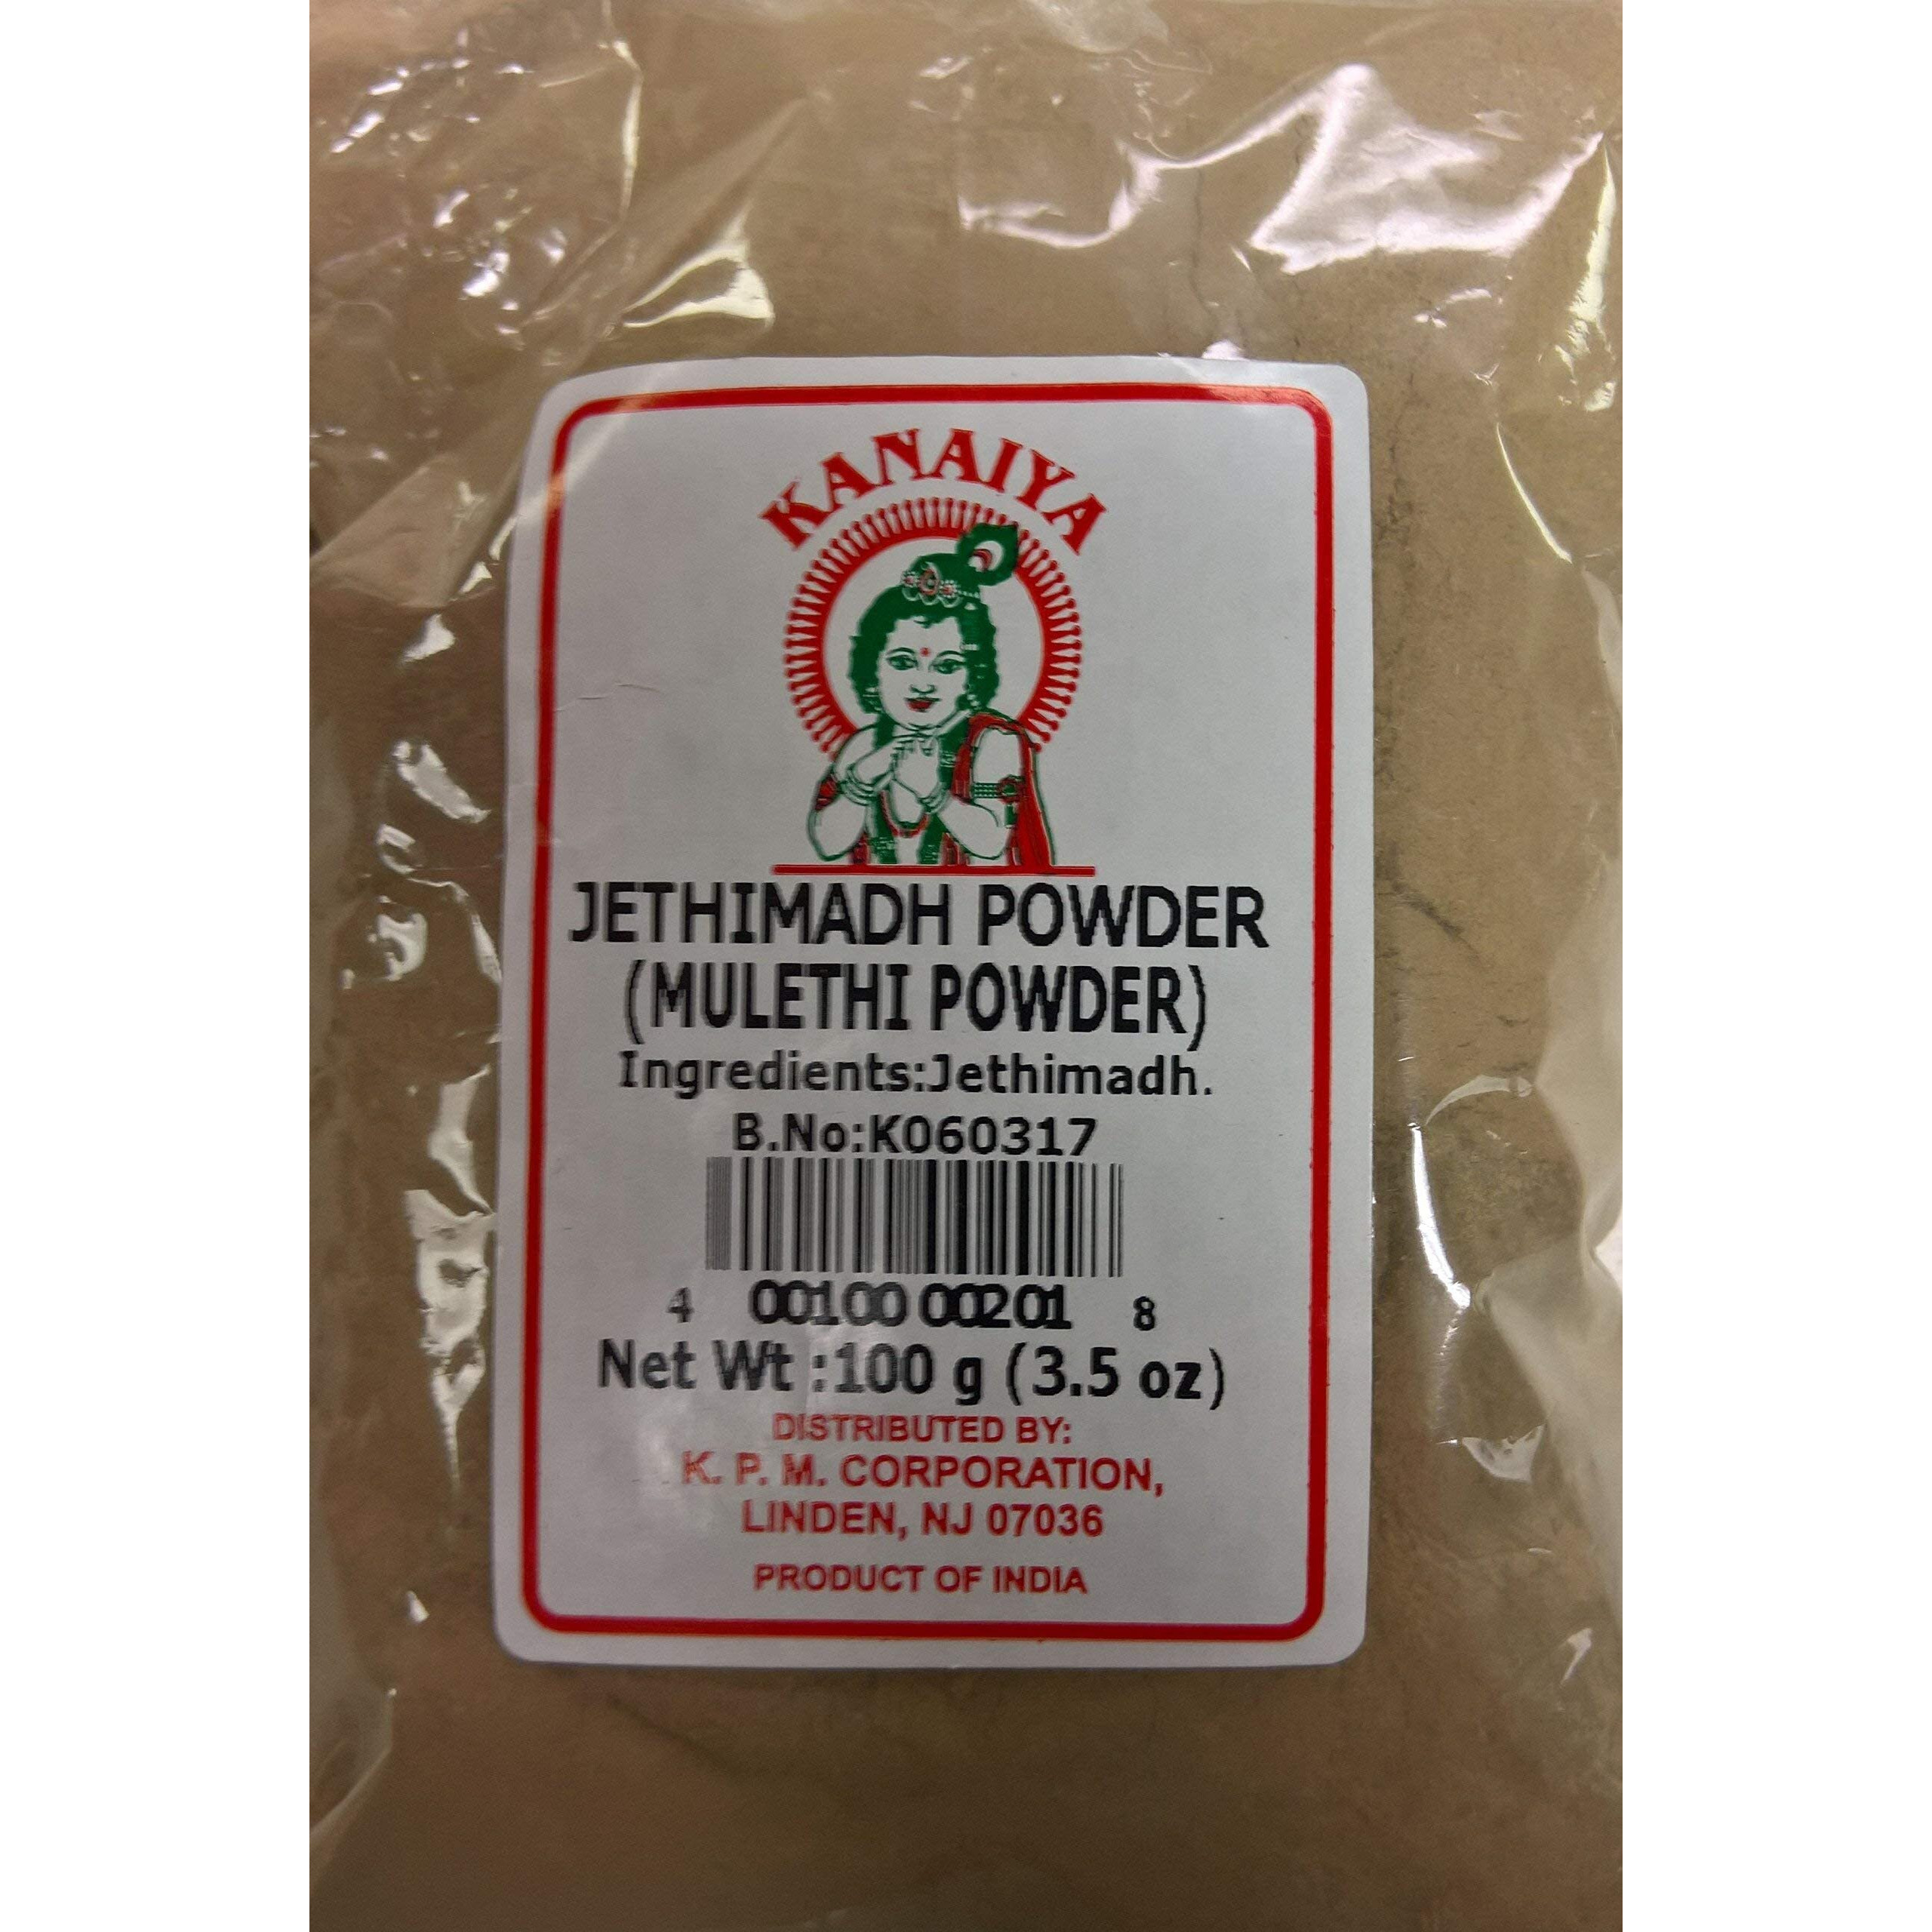 KANAIYA
JETHIMADH POWDER
(MULETHI POWDER)
Ingredients:Jethimadh.
B.No:K060317
4 00100 00201 8
Net Wt :100 g (3.5 oz)
DISTRIBUTED BY:
K. P. M. CORPORATION,
LINDEN, NJ 07036
PRODUCT OF INDIA